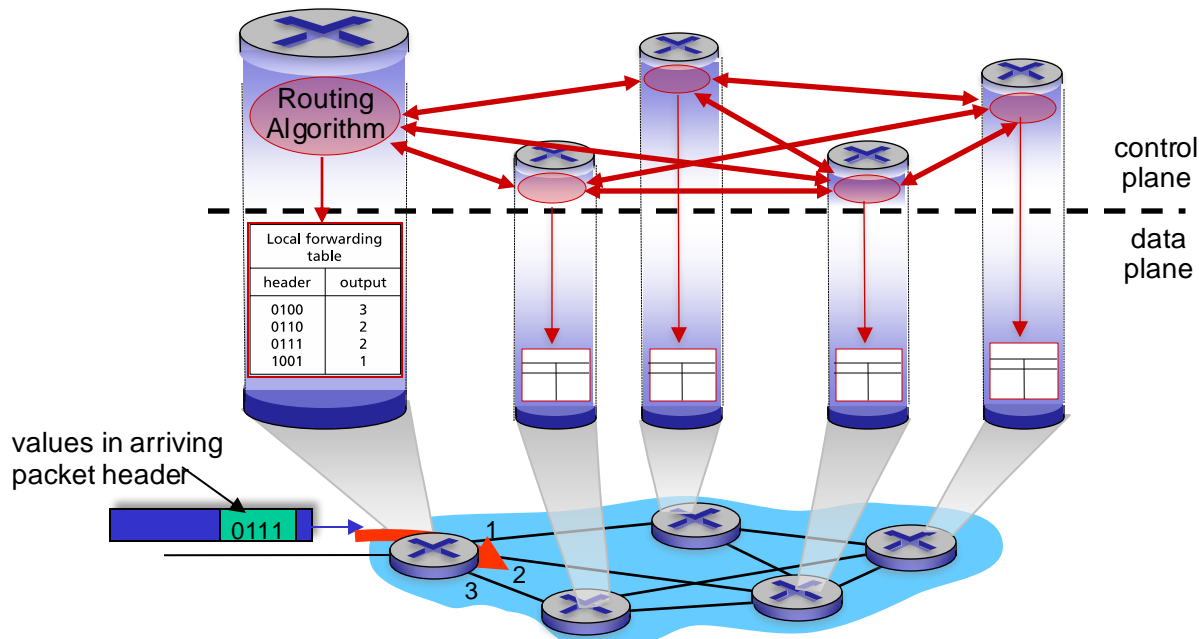 Routing
Algorithm
control
plane
data
plane
Local forwarding
table
header output
0100 3
0110 2
0111 2
1001 1
values in arriving
packet header
0111
1
2
3